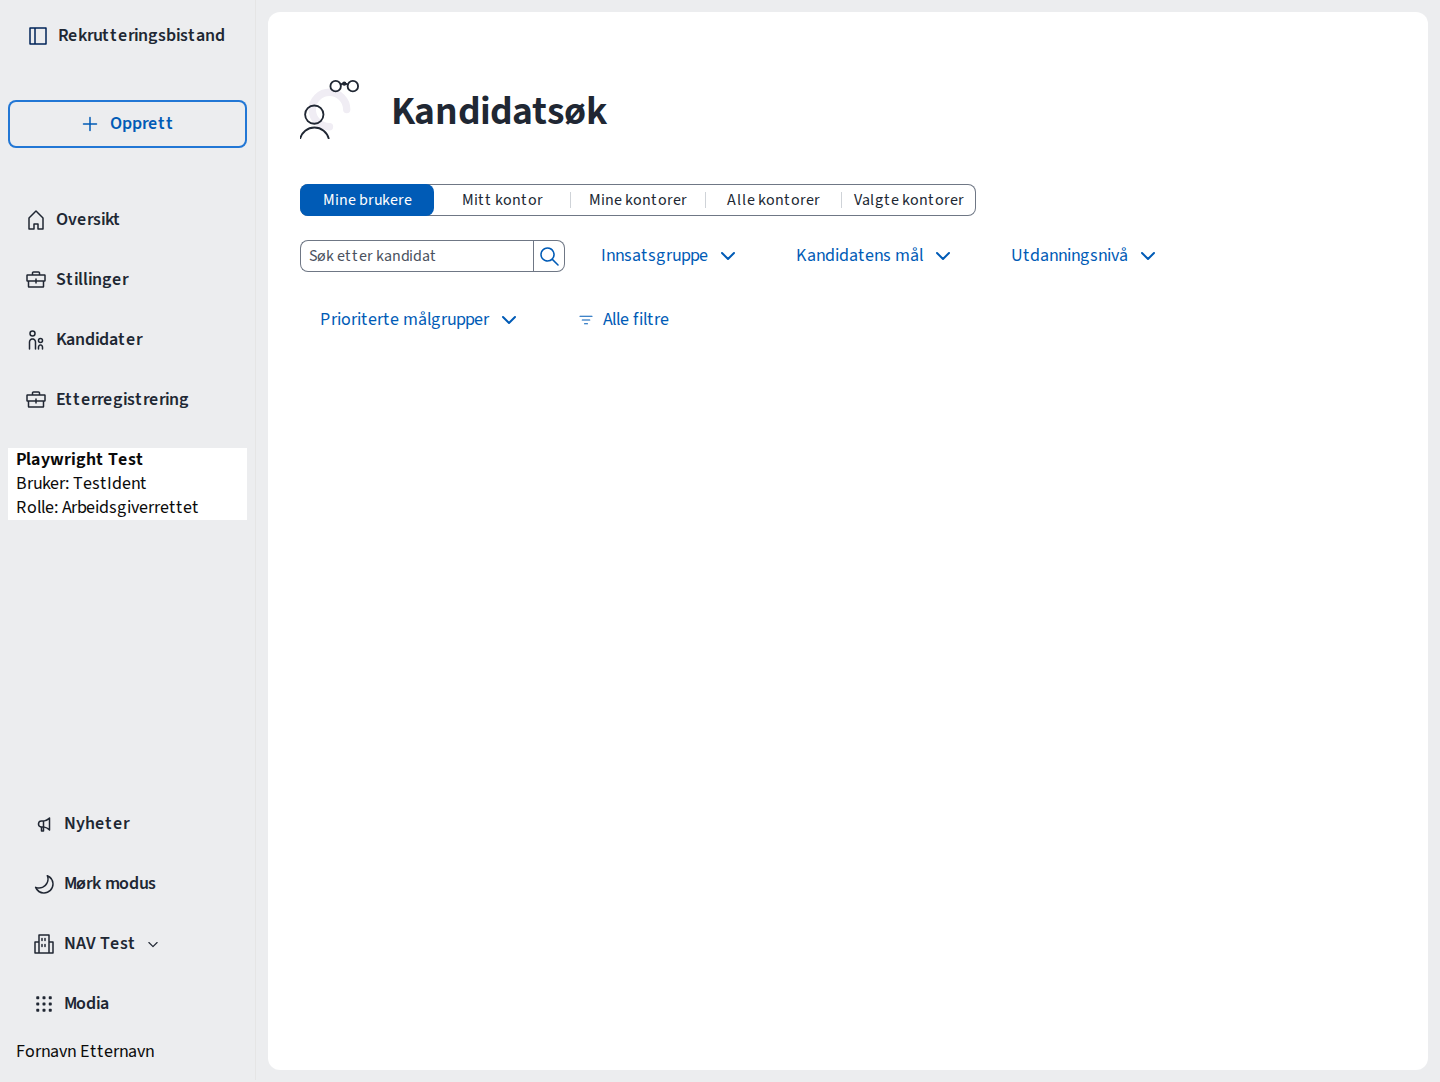 Rekrutteringsbistand
Opprett
Oversikt
Stillinger
Kandidater
Etterregistrering
Playwright Test
Bruker: TestIdent
Rolle: Arbeidsgiverrettet
Nyheter
Mørk modus
NAV Test
Modia
Fornavn Etternavn
Kandidatsøk
Mine brukere Mitt kontor Mine kontorer Alle kontorer Valgte kontorer
Søk etter kandidat Innsatsgruppe Kandidatens mål Utdanningsnivå
Prioriterte målgrupper Alle filtre